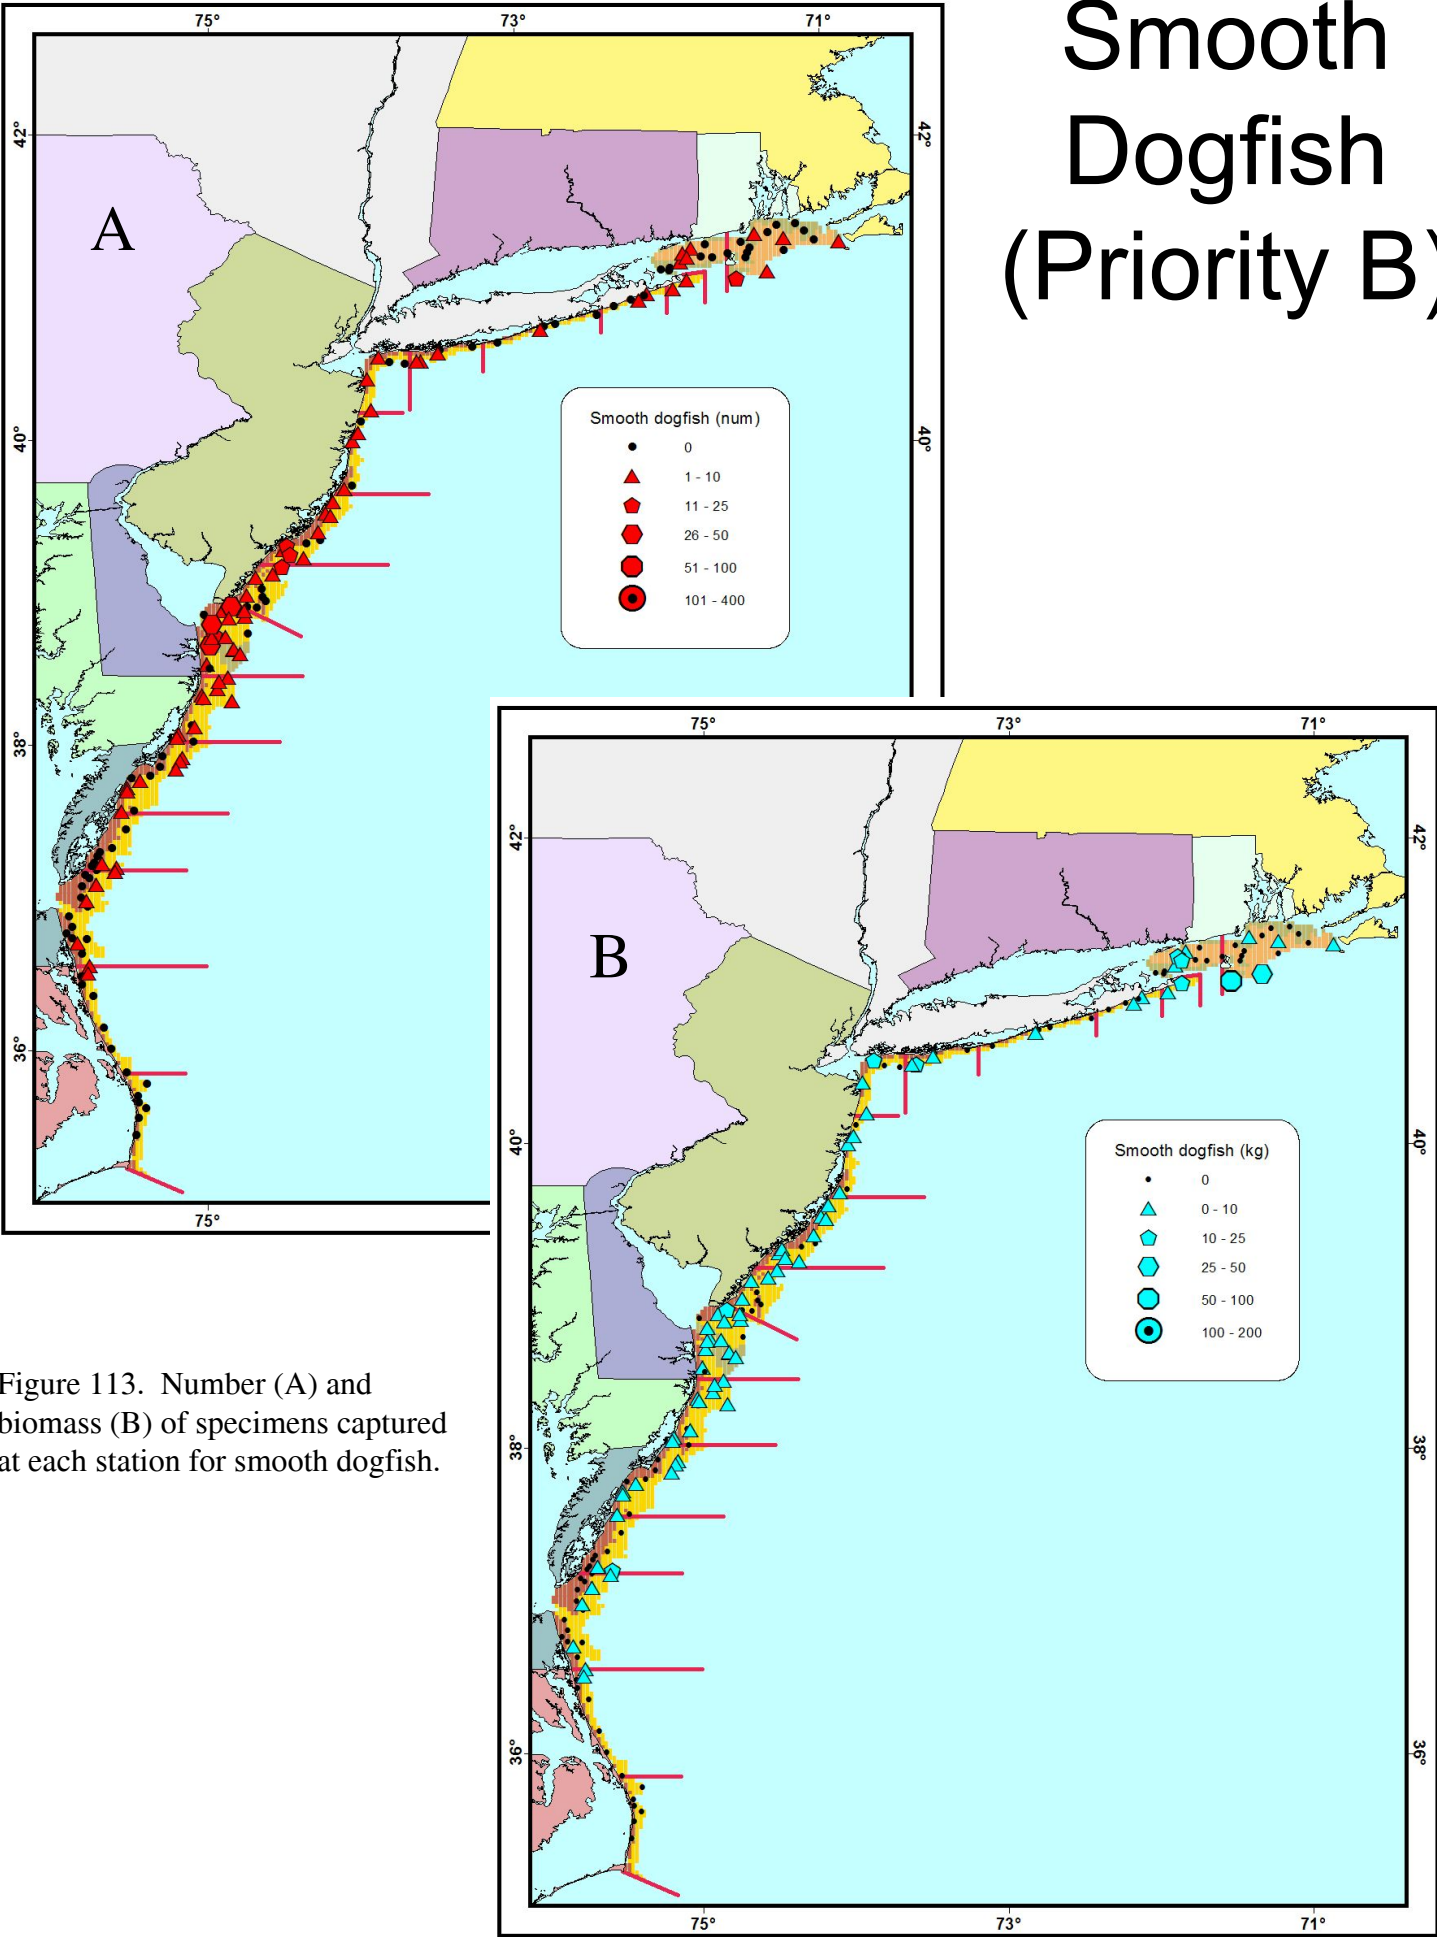 Smooth
Dogfish
(Priority B)
75°
73°
71°
42°
42°
A
40°
40°
Smooth dogfish (num)
0
1 - 10
11 - 25
26 - 50
51 - 100
101 - 400
38°
36°
75°
75°
73°
71°
42°
42°
B
40°
40°
Smooth dogfish (kg)
0
0 - 10
10 - 25
25 - 50
50 - 100
100 - 200
38°
38°
36°
36°
75°
73°
71°
Figure 113. Number (A) and
biomass (B) of specimens captured
at each station for smooth dogfish.